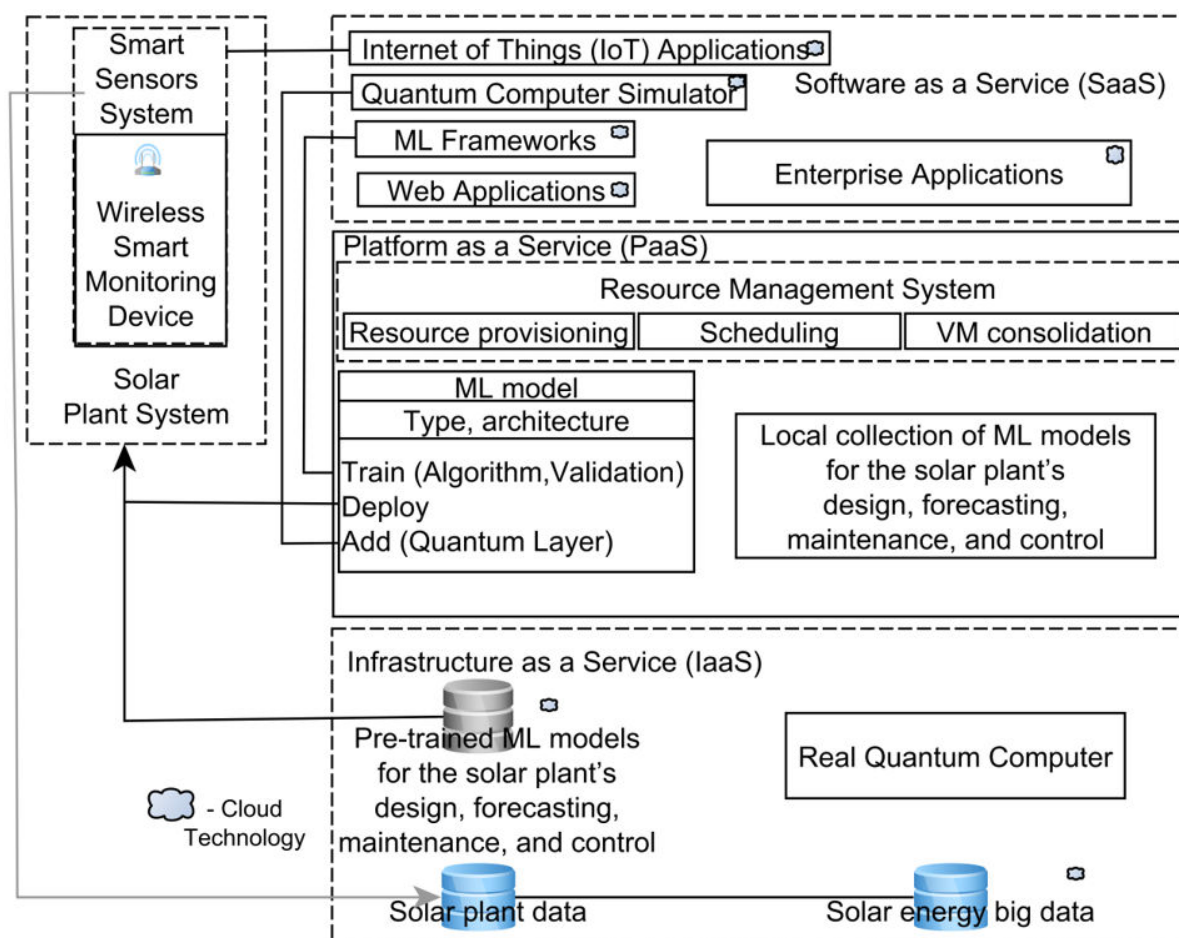 Smart
Sensors
System
Wireless
Smart
Monitoring
Device
Solar
Plant System
Internet of Things (IoT) Applications
Quantum Computer Simulator
Software as a Service (SaaS)
ML Frameworks
Web Applications
Enterprise Applications
Platform as a Service (PaaS)
Resource Management System
Resource provisioning
Scheduling
VM consolidation
ML model
Type, architecture
Train (Algorithm,Validation)
Deploy
Add (Quantum Layer)
Local collection of ML models
for the solar plant's
design, forecasting,
maintenance, and control
Infrastructure as a Service (IaaS)
Pre-trained ML models
for the solar plant's
design, forecasting,
maintenance, and control
Real Quantum Computer
- Cloud
Technology
Solar plant data
Solar energy big data